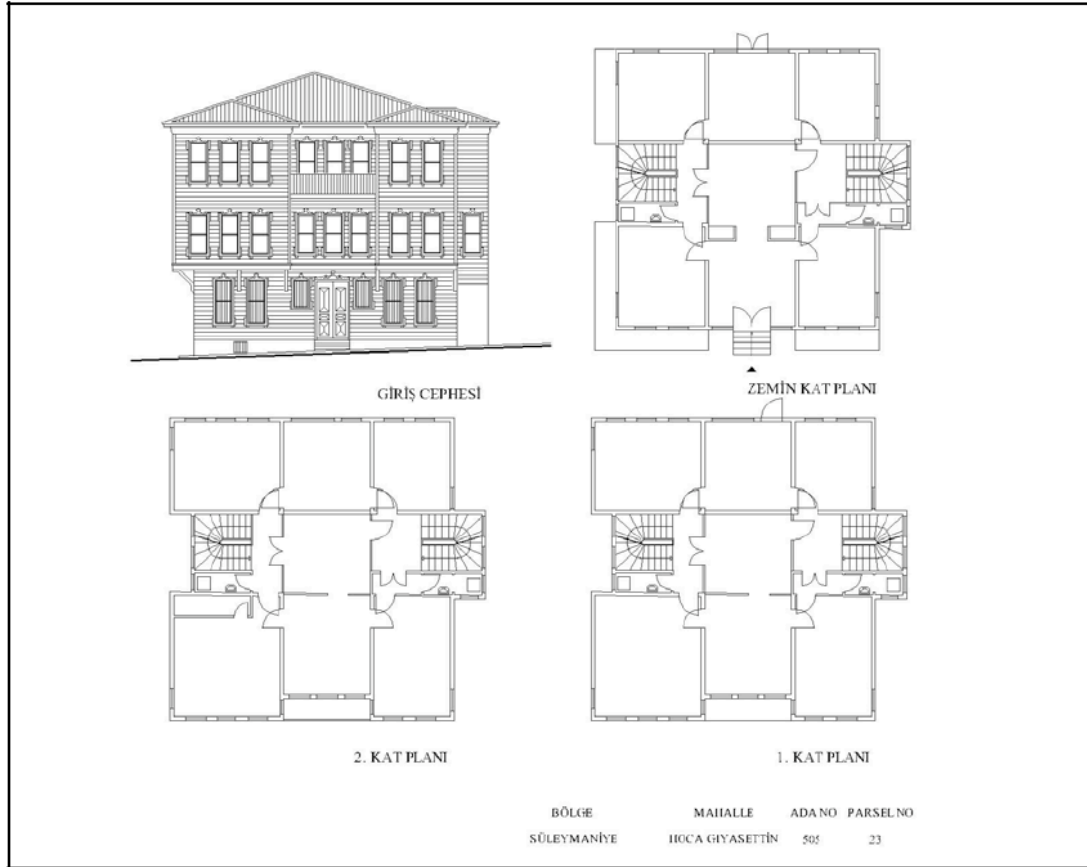 GİRİŞ CEPHESİ
ZEMİN KAT PLANI
2. KAT PLANI
1. KAT PLANI
BÖLGE MAHALLE ADA NO PARSEL NO
SÜLEYMANİYE HOCA GIYASETTİN 505 23